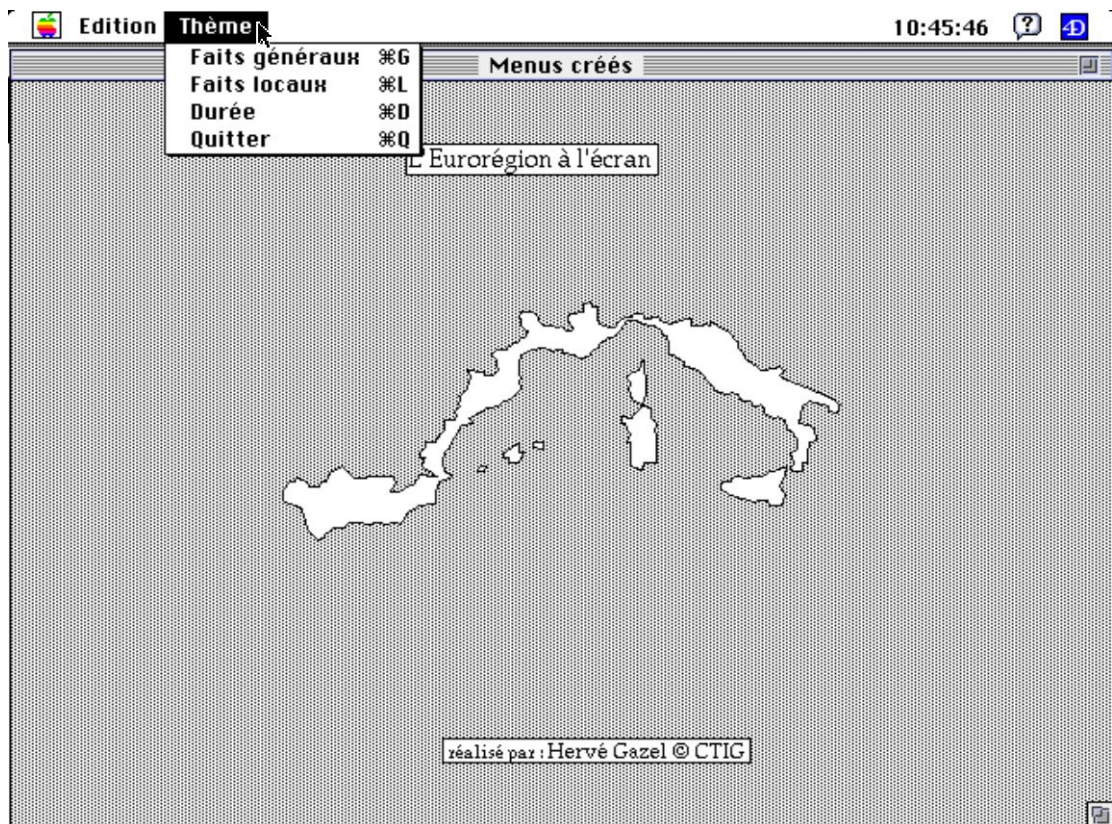 Edition Thème 10:45:46 ? 4D
Menus créés
Faits généraux ⌘G
Faits locaux ⌘L
Durée ⌘D
Quitter ⌘Q
L'Eurorégion à l'écran
réalisé par : Hervé Gazel © CTIG